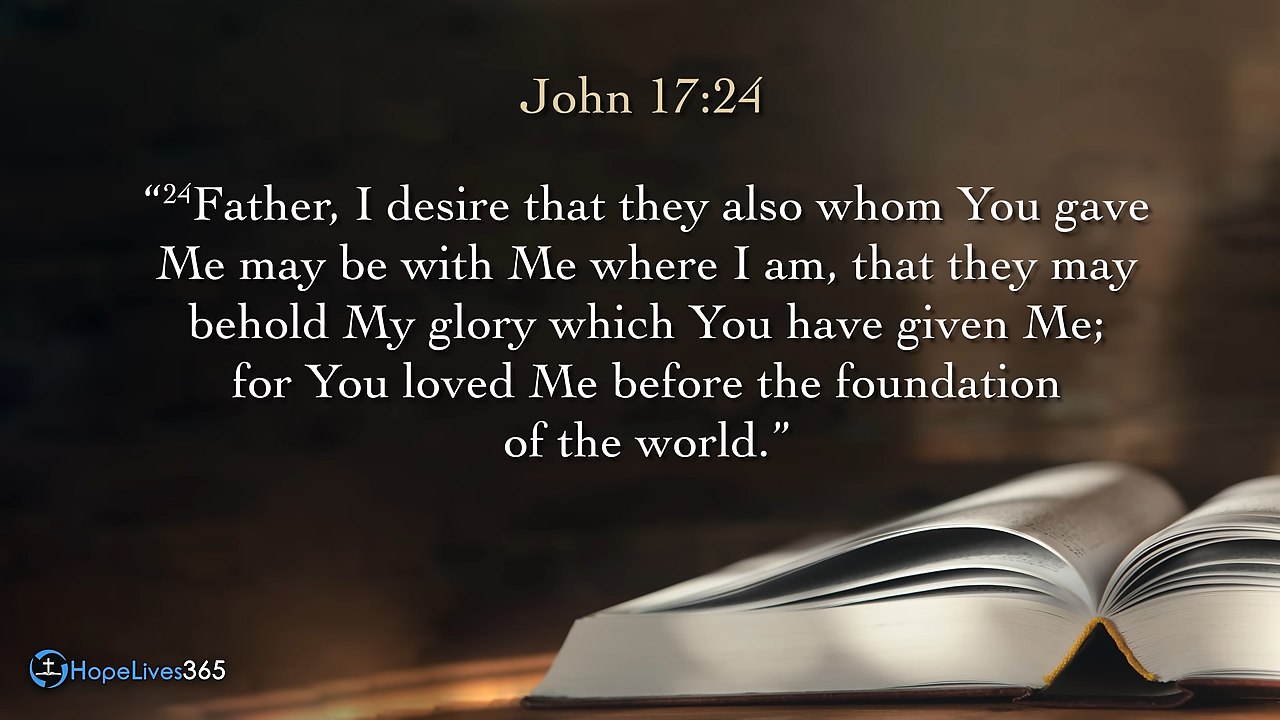 John 17:24
“²⁴Father, I desire that they also whom You gave
Me may be with Me where I am, that they may
behold My glory which You have given Me;
for You loved Me before the foundation
of the world.”
HopeLives365